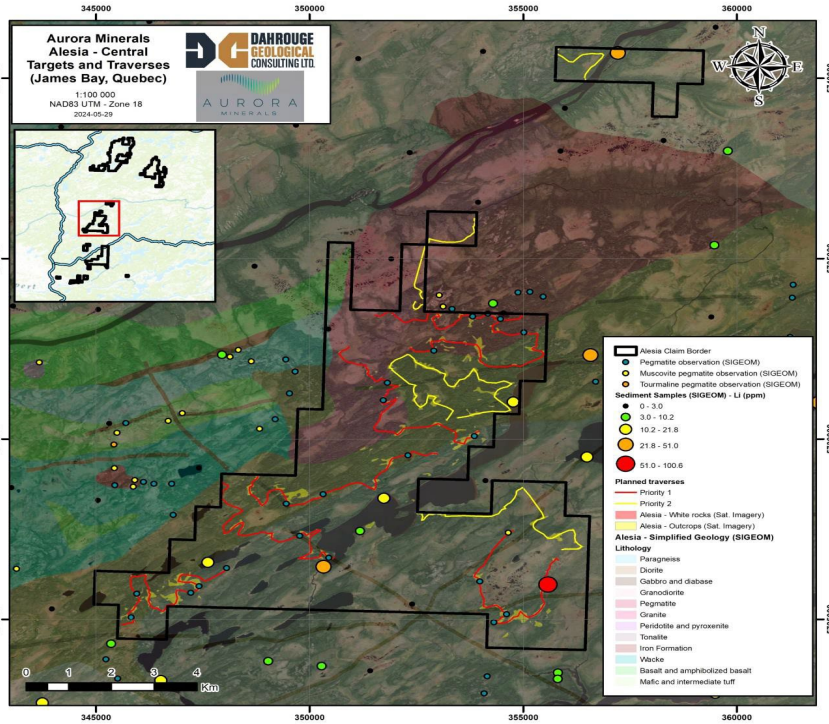 345000 350000 355000 360000
Aurora Minerals
Alesia - Central
Targets and Traverses
(James Bay, Quebec)
1:100 000
NAD83 UTM - Zone 18
2024-05-29
DAHROUGE
GEOLOGICAL
CONSULTING LTD.
AURORA
MINERALS
N
W E
S
Alesia Claim Border
Pegmatite observation (SIGEOM)
Muscovite pegmatite observation (SIGEOM)
Tourmaline pegmatite observation (SIGEOM)
Sediment Samples (SIGEOM) - Li (ppm)
0 - 3.0
3.0 - 10.2
10.2 - 21.8
21.8 - 51.0
51.0 - 100.6
Planned traverses
Priority 1
Priority 2
Alesia - White rocks (Sat. Imagery)
Alesia - Outcrops (Sat. Imagery)
Alesia - Simplified Geology (SIGEOM)
Lithology
Paragneiss
Diorite
Gabbro and diabase
Granodiorite
Pegmatite
Granite
Peridotite and pyroxenite
Tonalite
Iron Formation
Wacke
Basalt and amphibolized basalt
Mafic and intermediate tuff
0 1 2 3 4
Km
345000 350000 355000 360000